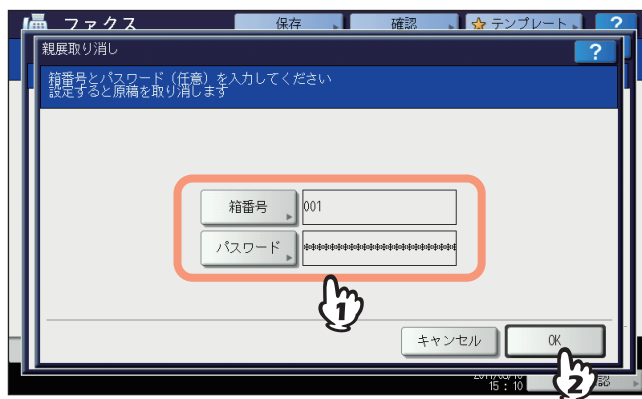 ファクス
保存
確認
テンプレート
?
親展取り消し
?
箱番号とパスワード（任意）を入力してください
設定すると原稿を取り消します
箱番号
001
パスワード
1
キャンセル
OK
2
15：10